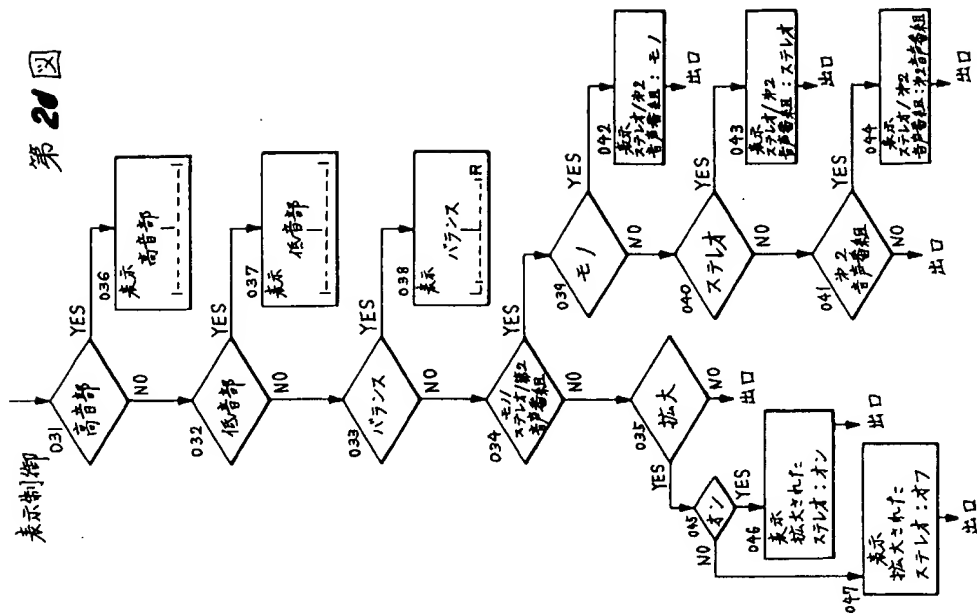 第2d図
表示制御
031
高音部
YES
NO
036
表示
高音部
032
低音部
YES
NO
037
表示
低音部
033
バランス
YES
NO
038
表示
バランス
L
R
034
モノ/
ステレオ/第2
音声番組
YES
NO
039
モノ
YES
NO
042
表示
ステレオ/第2
音声番組:モノ
出口
040
ステレオ
YES
NO
043
表示
ステレオ/第2
音声番組:ステレオ
出口
041
第2
音声番組
YES
NO
出口
044
表示
ステレオ/第2
音声番組:第2音声番組
出口
035
拡大
YES
NO
出口
045
オン
YES
NO
046
表示
拡大された
ステレオ:オン
出口
047
表示
拡大された
ステレオ:オフ
出口